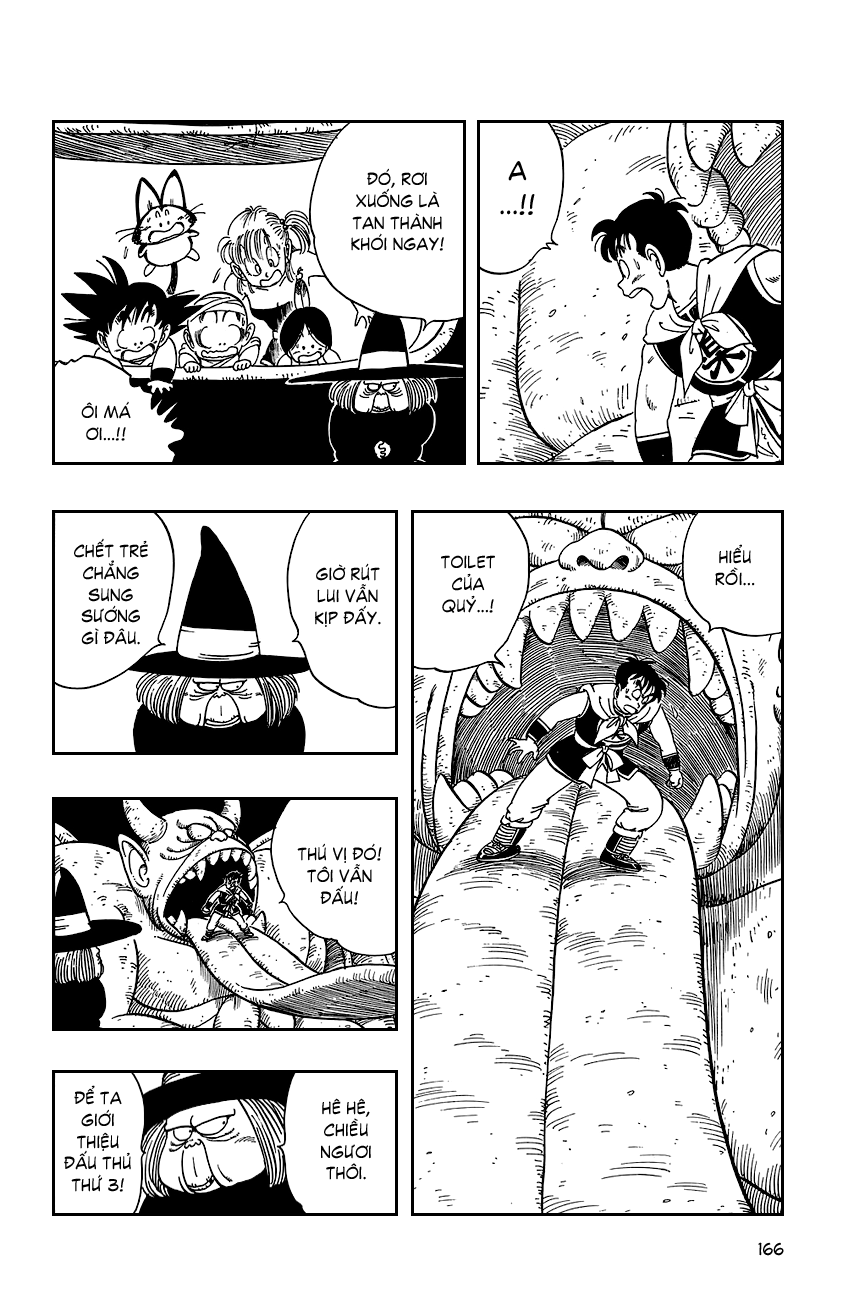 A
...!!
ĐÓ, RƠI
XUỐNG LÀ
TAN THÀNH
KHÓI NGAY!
ÔI MÁ
ƠI...!!
HIỂU
RỒI...
TOILET
CỦA
QUỶ...!
GIỜ RÚT
LUI VẪN
KỊP ĐẤY.
CHẾT TRẺ
CHẲNG
SUNG
SƯỚNG
GÌ ĐÂU.
THÚ VỊ ĐÓ!
TÔI VẪN
ĐẤU!
HÊ HÊ,
CHIỀU
NGƯƠI
THÔI.
ĐỂ TA
GIỚI
THIỆU
ĐẤU THỦ
THỨ 3!
166